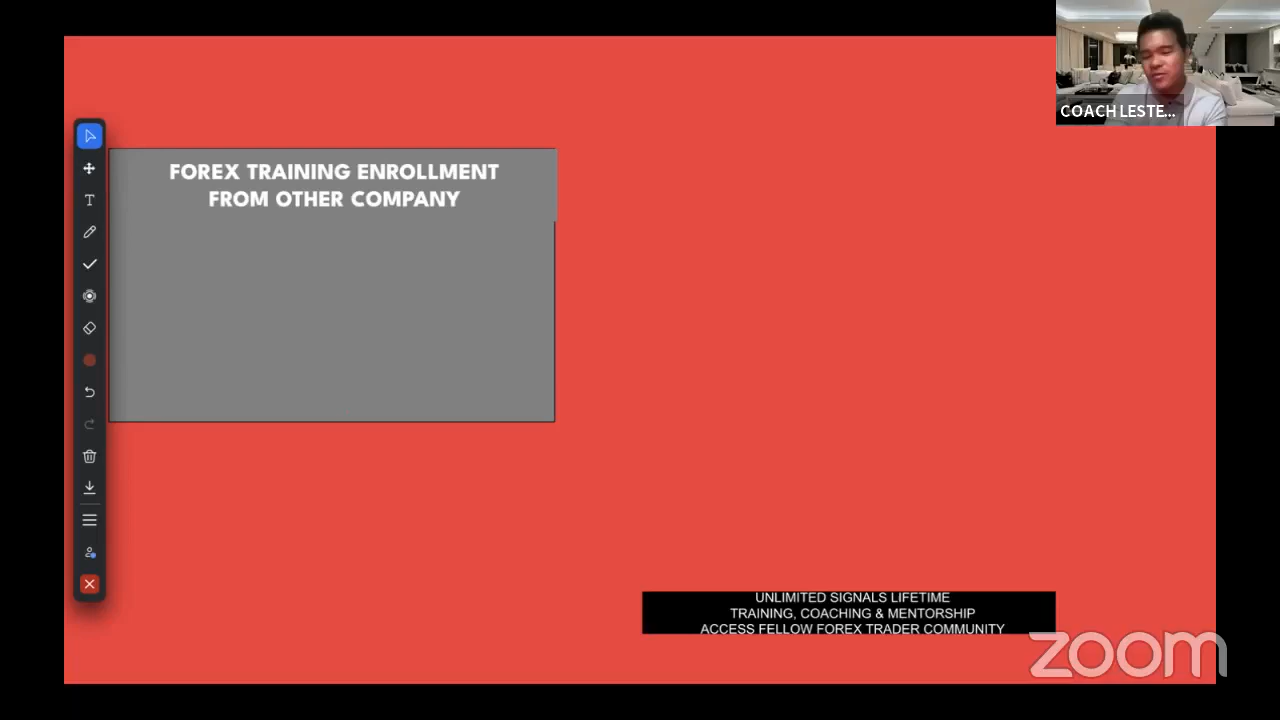 COACH LESTE...
FOREX TRAINING ENROLLMENT
FROM OTHER COMPANY
UNLIMITED SIGNALS LIFETIME
TRAINING, COACHING & MENTORSHIP
ACCESS FELLOW FOREX TRADER COMMUNITY
zoom